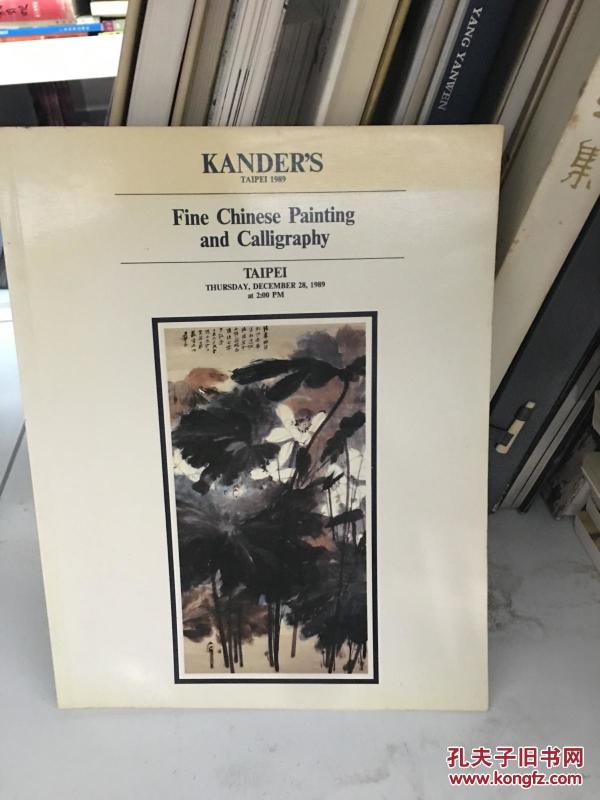 YANG YANWEN
集
KANDER'S
TAIPEI 1989
Fine Chinese Painting
and Calligraphy
TAIPEI
THURSDAY, DECEMBER 28, 1989
at 2:00 PM
孔夫子旧书网
www.kongfz.com